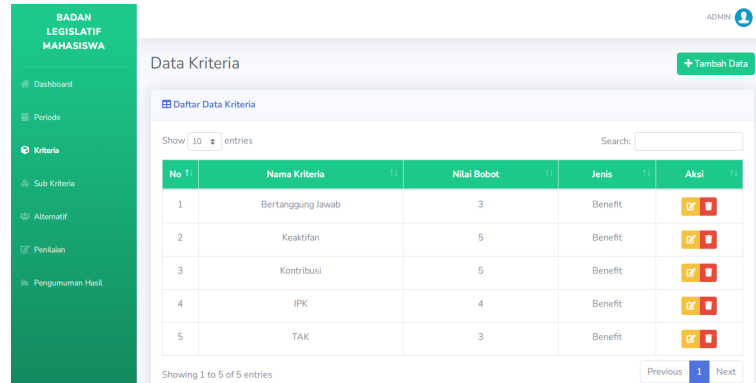 BADAN
LEGISLATIF
MAHASISWA
ADMIN
Dashboard
Periode
Kriteria
Sub Kriteria
Alternatif
Penilaian
Pengumuman Hasil
Data Kriteria
+ Tambah Data
Daftar Data Kriteria
Show 10 entries
Search:
No Nama Kriteria Nilai Bobot Jenis Aksi
1 Bertanggung Jawab 3 Benefit
2 Keaktifan 5 Benefit
3 Kontribusi 5 Benefit
4 IPK 4 Benefit
5 TAK 3 Benefit
Showing 1 to 5 of 5 entries
Previous 1 Next